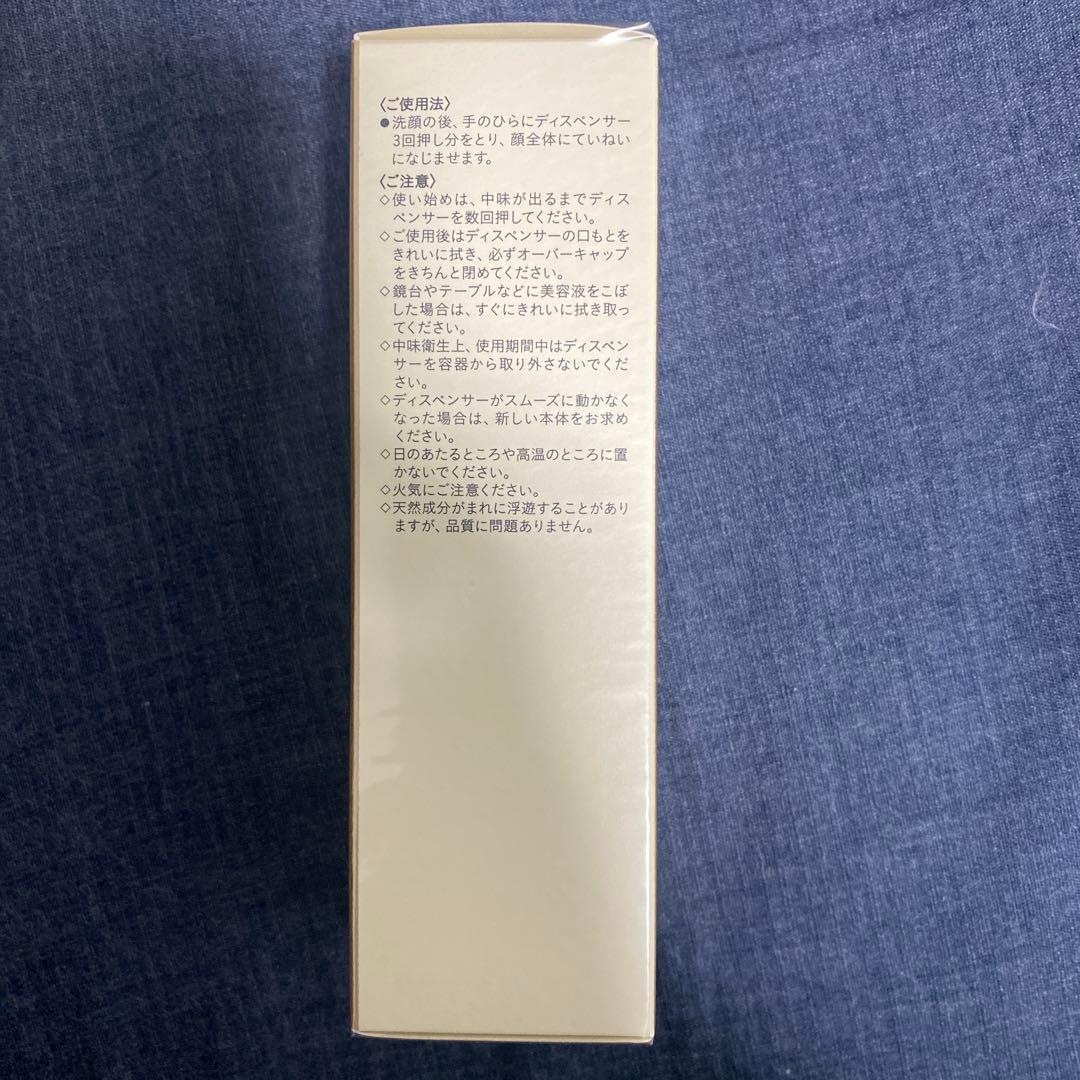 〈ご使用法〉
●洗顔の後、手のひらにディスペンサー
3回押し分をとり、顔全体にていねい
になじませます。
〈ご注意〉
◇使い始めは、中味が出るまでディス
ペンサーを数回押してください。
◇ご使用後はディスペンサーの口もとを
きれいに拭き、必ずオーバーキャップ
をきちんと閉めてください。
◇鏡台やテーブルなどに美容液をこぼ
した場合は、すぐにきれいに拭き取っ
てください。
◇中味衛生上、使用期間中はディスペン
サーを容器から取り外さないでくだ
さい。
◇ディスペンサーがスムーズに動かなく
なった場合は、新しい本体をお求め
ください。
◇日のあたるところや高温のところに置
かないでください。
◇火気にご注意ください。
◇天然成分がまれに浮遊することがあり
ますが、品質に問題ありません。